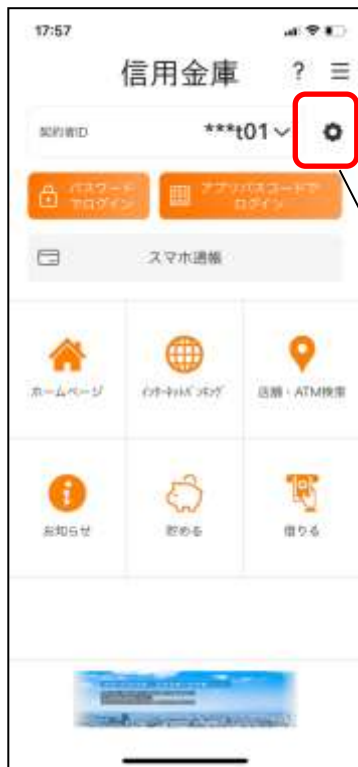 17:57
信用金庫 ?
契約者ID ***t01
パスワード
でログイン
アプリパスコードで
ログイン
スマホ通帳
ホームページ
インターネットバンキング
店舗・ATM検索
お知らせ
貯める
借りる